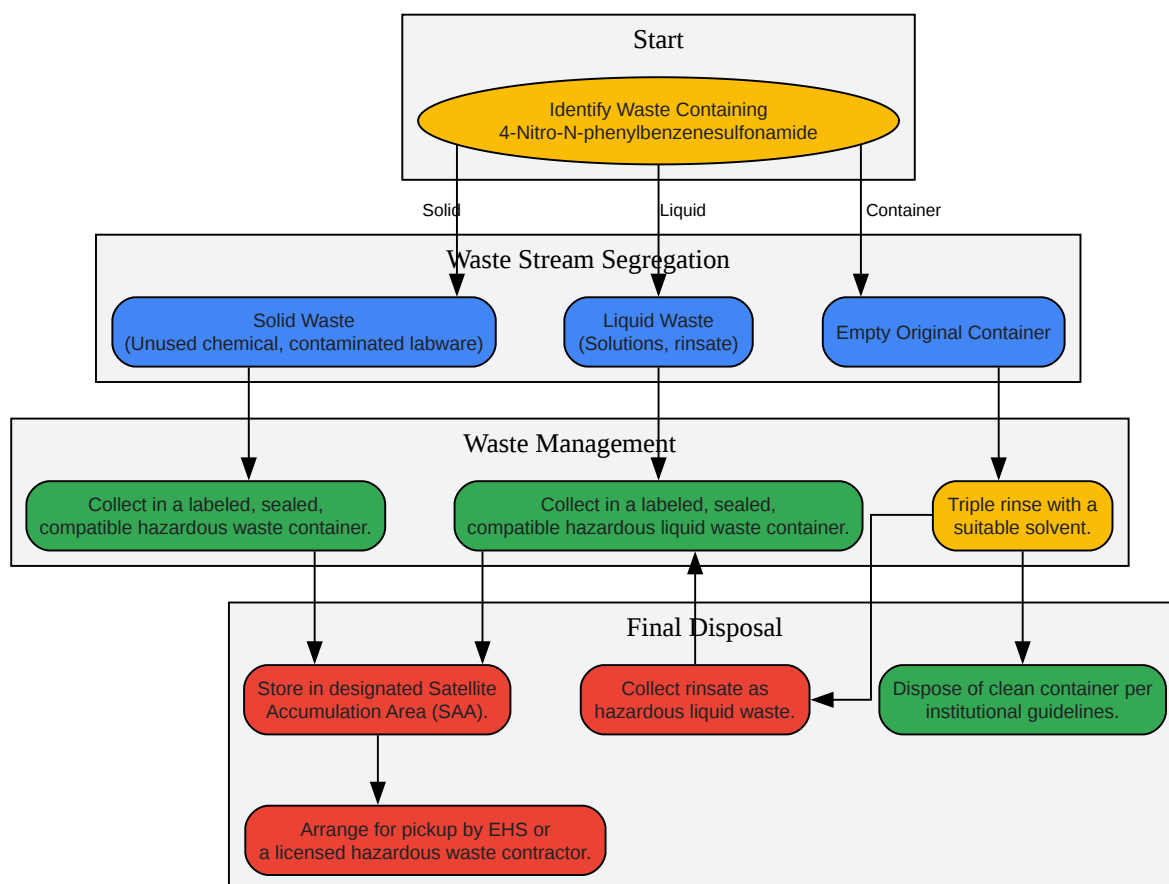 Start
Identify Waste Containing
4-Nitro-N-phenylbenzenesulfonamide
Solid
Liquid
Container
Waste Stream Segregation
Solid Waste
(Unused chemical, contaminated labware)
Liquid Waste
(Solutions, rinsate)
Empty Original Container
Waste Management
Collect in a labeled, sealed,
compatible hazardous waste container.
Collect in a labeled, sealed,
compatible hazardous liquid waste container.
Triple rinse with a
suitable solvent.
Final Disposal
Store in designated Satellite
Accumulation Area (SAA).
Collect rinsate as
hazardous liquid waste.
Dispose of clean container per
institutional guidelines.
Arrange for pickup by EHS or
a licensed hazardous waste contractor.